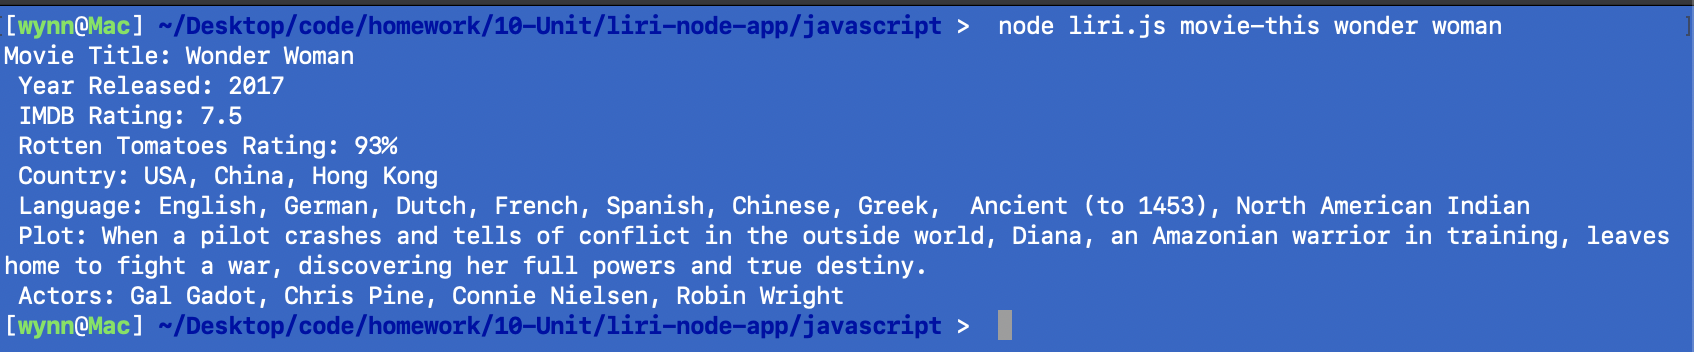 [wynn@Mac] ~/Desktop/code/homework/10-Unit/liri-node-app/javascript >  node liri.js movie-this wonder woman ]
Movie Title: Wonder Woman
 Year Released: 2017
 IMDB Rating: 7.5
 Rotten Tomatoes Rating: 93%
 Country: USA, China, Hong Kong
 Language: English, German, Dutch, French, Spanish, Chinese, Greek,  Ancient (to 1453), North American Indian
 Plot: When a pilot crashes and tells of conflict in the outside world, Diana, an Amazonian warrior in training, leaves
home to fight a war, discovering her full powers and true destiny.
 Actors: Gal Gadot, Chris Pine, Connie Nielsen, Robin Wright
[wynn@Mac] ~/Desktop/code/homework/10-Unit/liri-node-app/javascript >